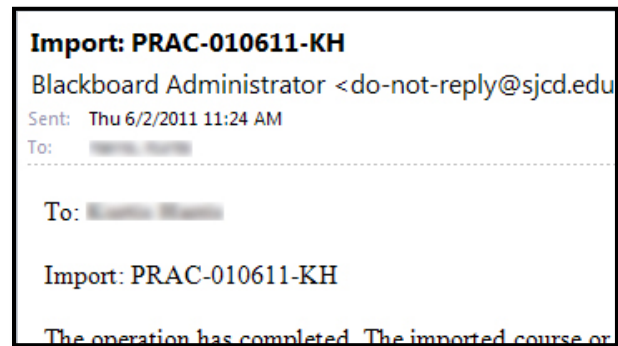 Import: PRAC-010611-KH
Blackboard Administrator <do-not-reply@sjcd.edu
Sent: Thu 6/2/2011 11:24 AM
To:
To:
Import: PRAC-010611-KH
The operation has completed. The imported course or